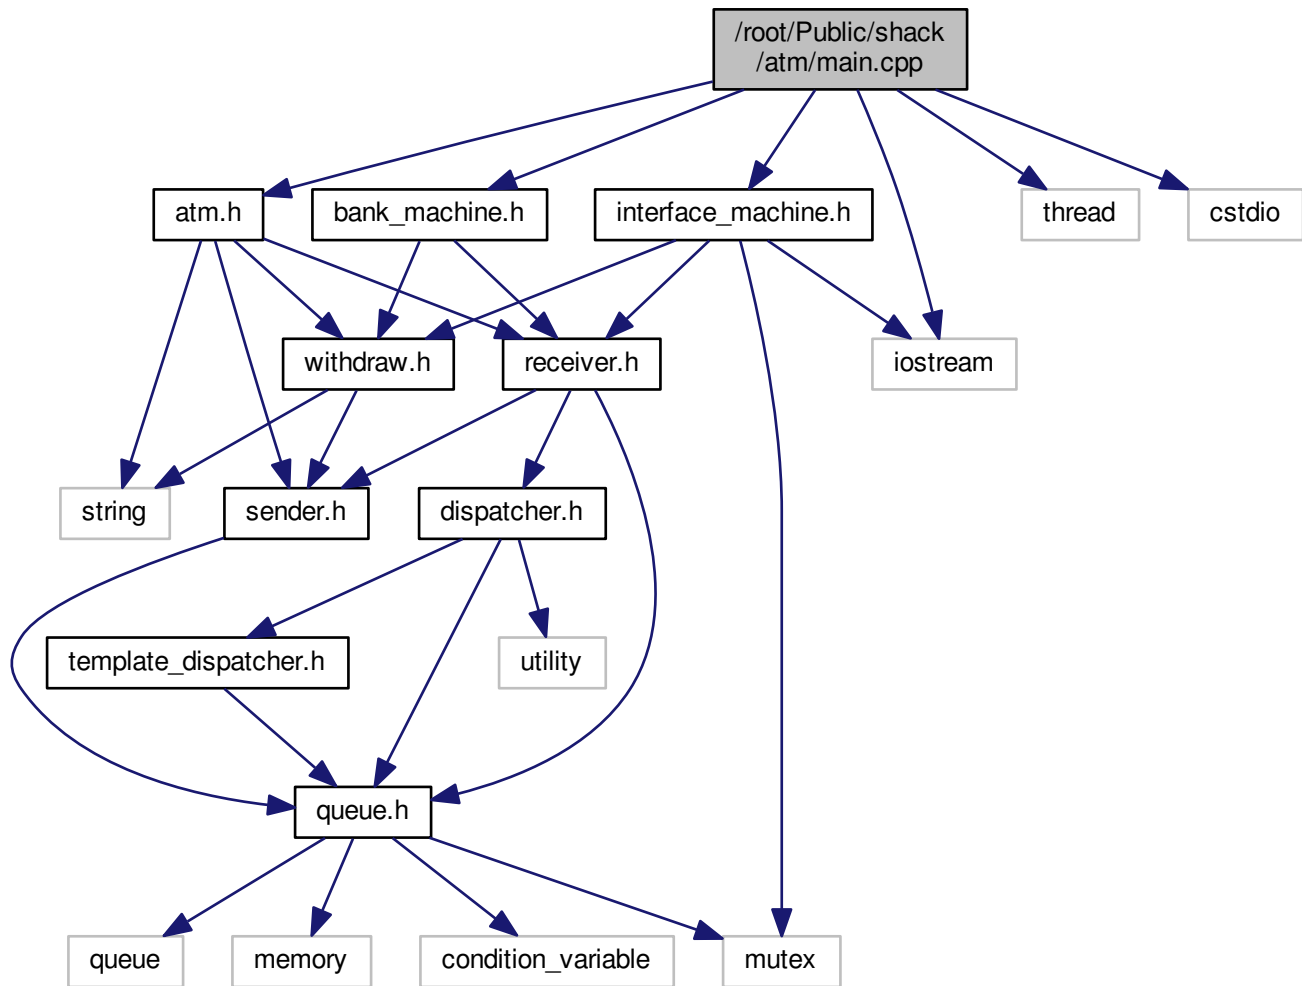 /root/Public/shack
/atm/main.cpp
atm.h
bank_machine.h
interface_machine.h
thread
cstdio
withdraw.h
receiver.h
iostream
string
sender.h
dispatcher.h
template_dispatcher.h
utility
queue.h
queue
memory
condition_variable
mutex